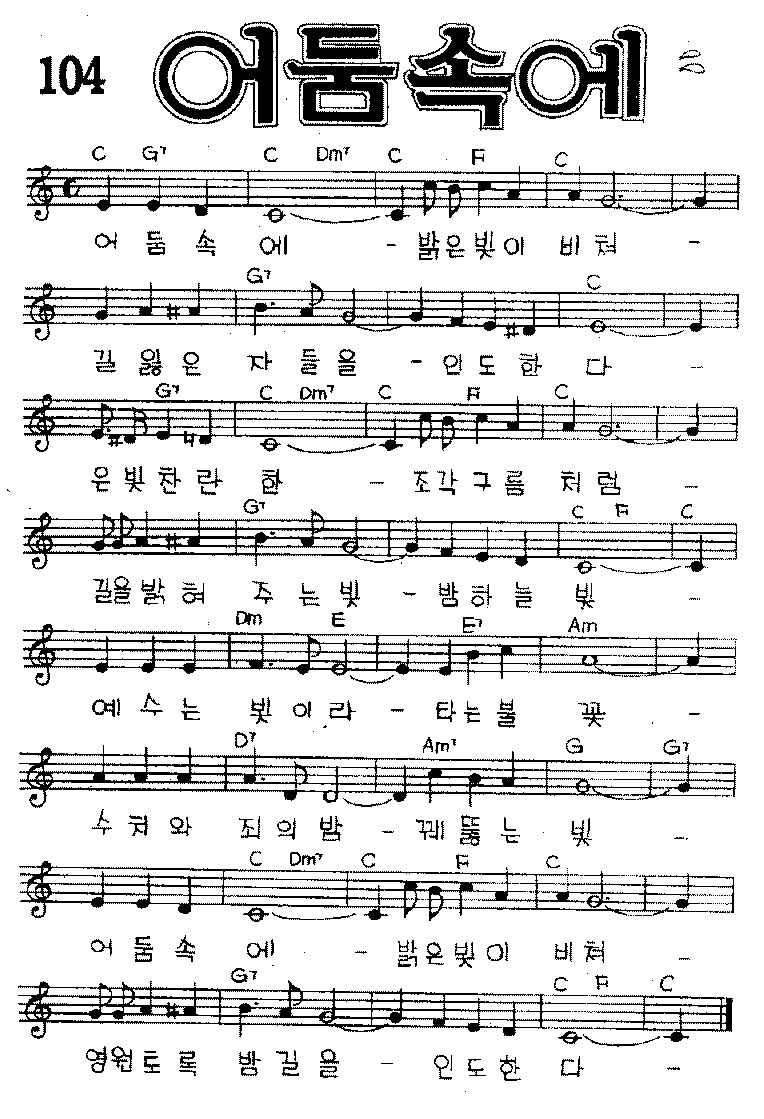 104 어둠속에
C G7 C Dm7 C F C
어 둠 속 에 - 밝은빛이 비 쳐 -
G7 C
길 잃 은 자 들 을 - 인 도 한 다 -
G7 C Dm7 C F C
은 빛 찬 란 한 - 조 각 구 름 처 럼 -
G7 C F C
길을 밝 혀 주 는 빛 - 밤 하 늘 빛 -
Dm E E7 Am
예 수 는 빛 이 라 - 타 는 불 꽃 -
D7 Am7 G G7
수 쳐 와 죄 의 밤 - 꿰 뚫 는 빛 -
C Dm7 C F C
어 둠 속 에 - 밝은빛이 비 쳐 -
G7 C F C
영원 토 록 밤 길 을 - 인 도 한 다 -